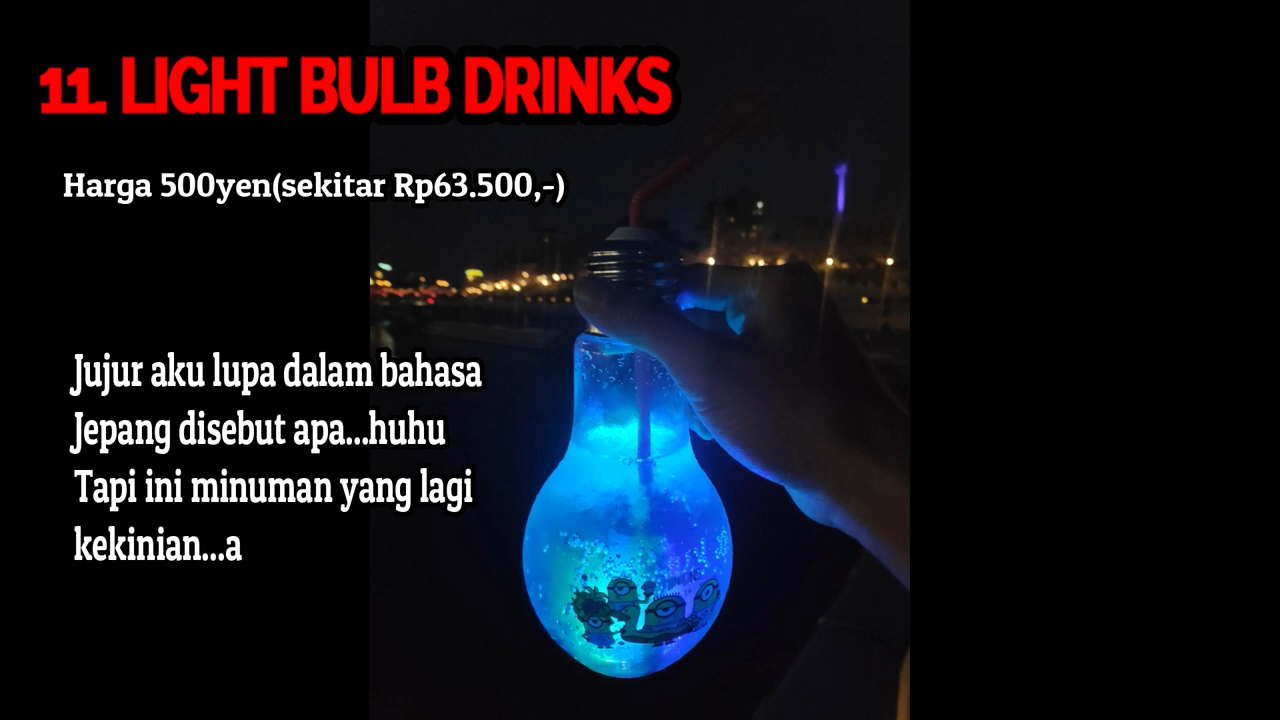 11. LIGHT BULB DRINKS
Harga 500yen(sekitar Rp63.500,-)
Jujur aku lupa dalam bahasa
Jepang disebut apa...huhu
Tapi ini minuman yang lagi
kekinian...a
MINIONS